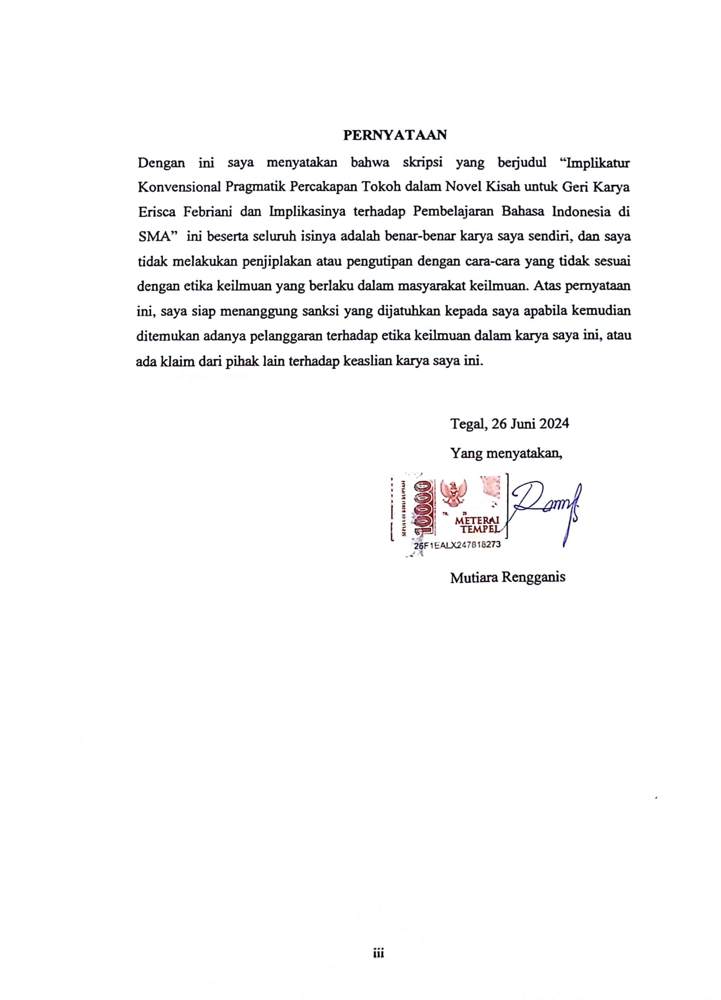 PERNYATAAN
Dengan ini saya menyatakan bahwa skripsi yang berjudul “Implikatur
Konvensional Pragmatik Percakapan Tokoh dalam Novel Kisah untuk Geri Karya
Erisca Febriani dan Implikasinya terhadap Pembelajaran Bahasa Indonesia di
SMA” ini beserta seluruh isinya adalah benar-benar karya saya sendiri, dan saya
tidak melakukan penjiplakan atau pengutipan dengan cara-cara yang tidak sesuai
dengan etika keilmuan yang berlaku dalam masyarakat keilmuan. Atas pernyataan
ini, saya siap menanggung sanksi yang dijatuhkan kepada saya apabila kemudian
ditemukan adanya pelanggaran terhadap etika keilmuan dalam karya saya ini, atau
ada klaim dari pihak lain terhadap keaslian karya saya ini.
Tegal, 26 Juni 2024
Yang menyatakan,
SEPULUH RIBU RUPIAH
10000
METERAI
TEMPEL
26F1EALX247818273
Mutiara Rengganis
iii